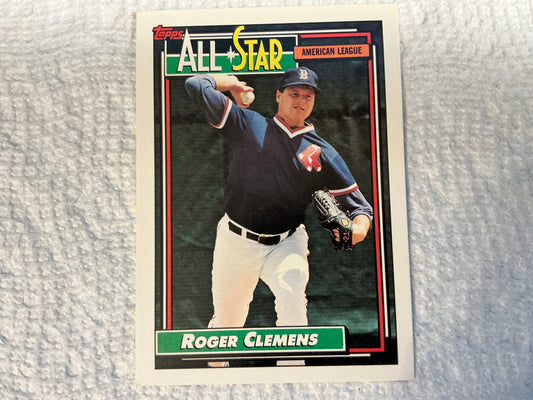 Topps
ALL STAR
AMERICAN LEAGUE
B
ROGER CLEMENS